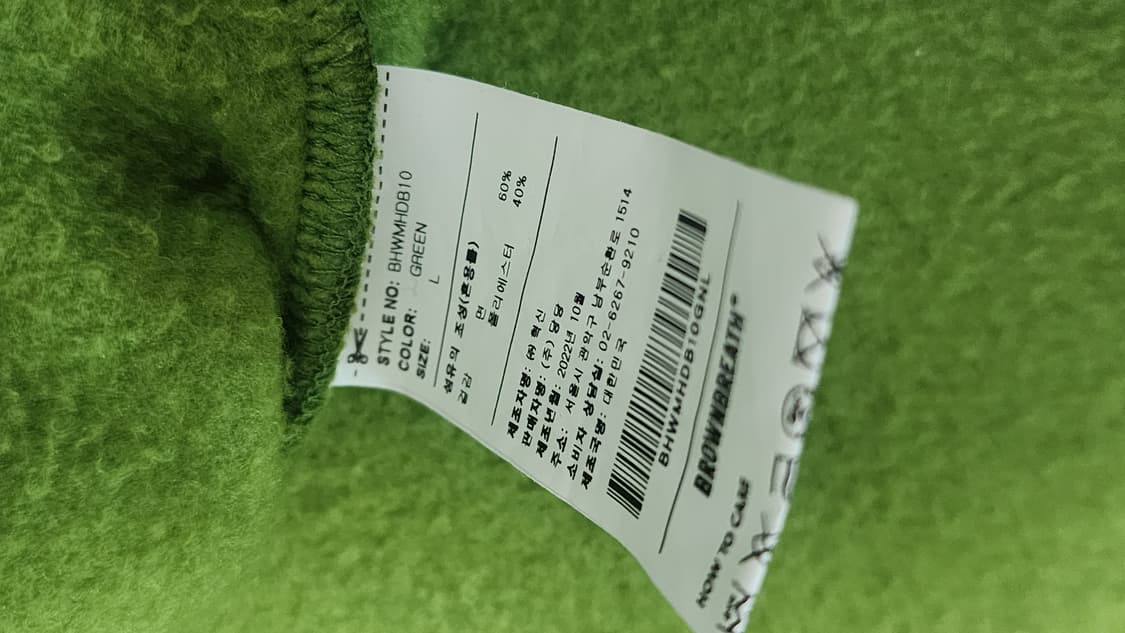 STYLE NO: BHWMHDB10
COLOR: GREEN
SIZE: L
섬유의 조성(혼용률)
겉감 면 60%
폴리에스터 40%
제조자명: ㈜ 혁신
판매자명: (주) 당당
제조년월: 2022년 10월
주소: 서울시 관악구 남부순환로 1514
소비자 상담실: 02-6267-9210
제조국명: 대한민국
BHWMHDB10GNL
BROWNBREATH®
HOW TO CARE